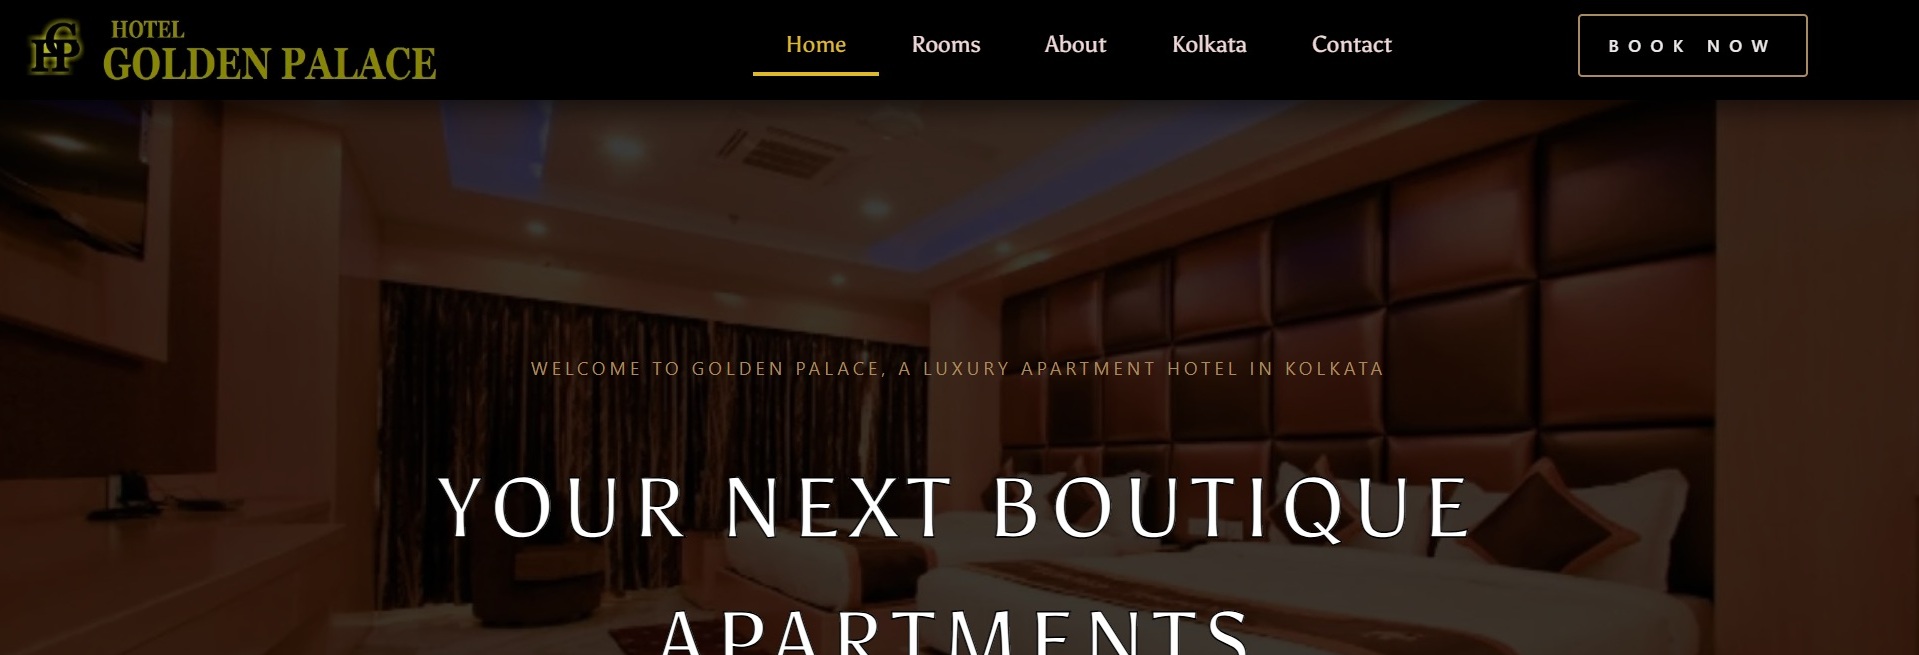 HOTEL
GOLDEN PALACE
Home Rooms About Kolkata Contact BOOK NOW
WELCOME TO GOLDEN PALACE, A LUXURY APARTMENT HOTEL IN KOLKATA
YOUR NEXT BOUTIQUE
APARTMENTS